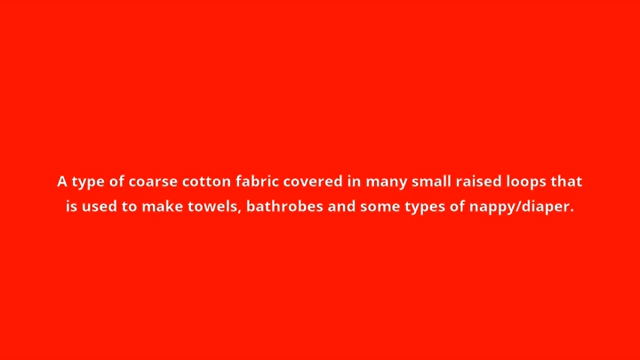 A type of coarse cotton fabric covered in many small raised loops that
is used to make towels, bathrobes and some types of nappy/diaper.